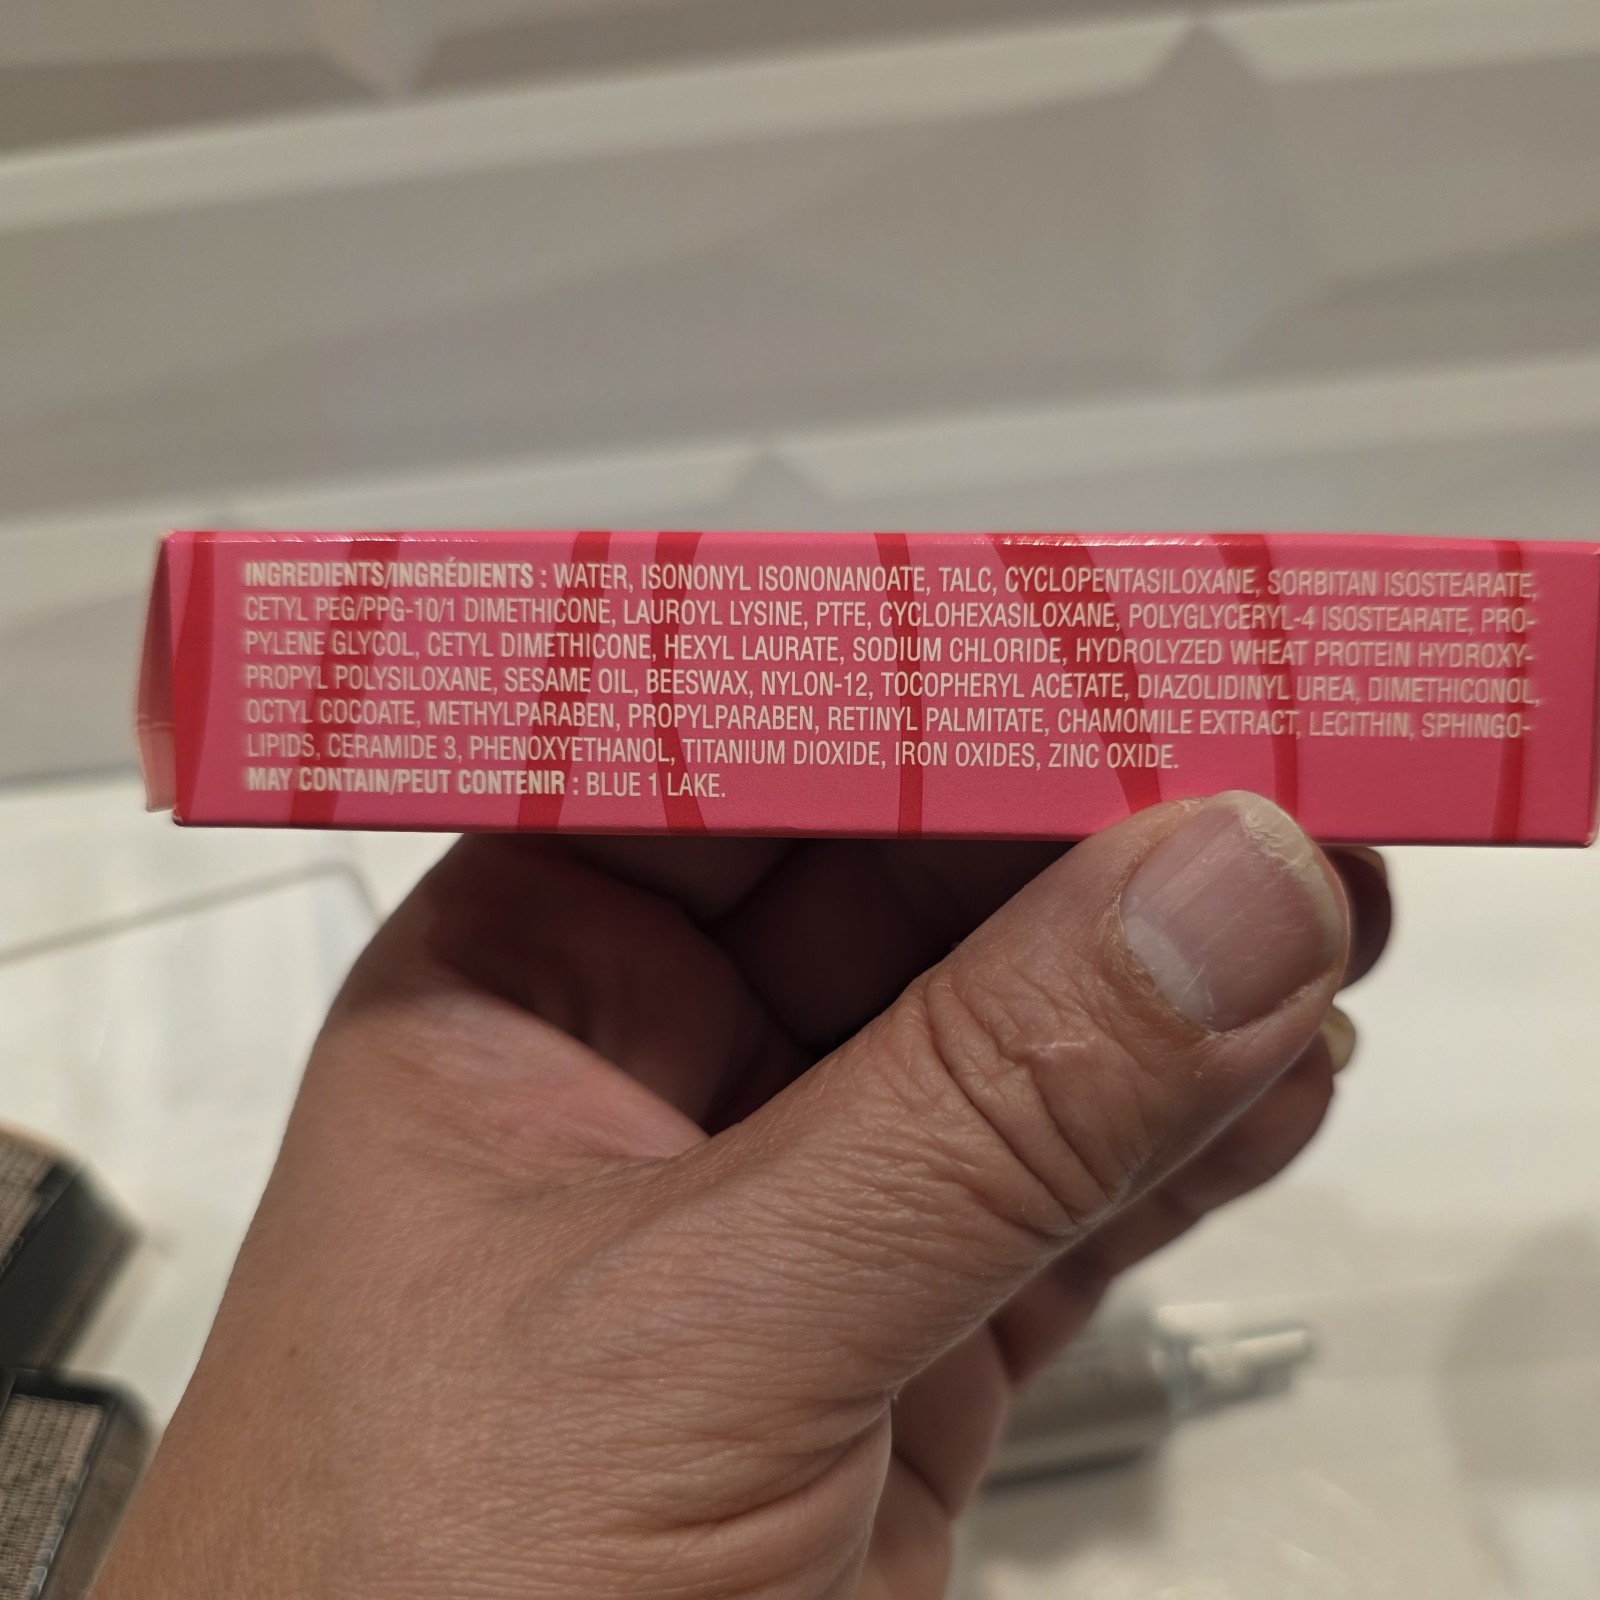 INGREDIENTS/INGRÉDIENTS : WATER, ISONONYL ISONONANOATE, TALC, CYCLOPENTASILOXANE, SORBITAN ISOSTEARATE,
CETYL PEG/PPG-10/1 DIMETHICONE, LAUROYL LYSINE, PTFE, CYCLOHEXASILOXANE, POLYGLYCERYL-4 ISOSTEARATE, PRO-
PYLENE GLYCOL, CETYL DIMETHICONE, HEXYL LAURATE, SODIUM CHLORIDE, HYDROLYZED WHEAT PROTEIN HYDROXY-
PROPYL POLYSILOXANE, SESAME OIL, BEESWAX, NYLON-12, TOCOPHERYL ACETATE, DIAZOLIDINYL UREA, DIMETHICONOL,
OCTYL COCOATE, METHYLPARABEN, PROPYLPARABEN, RETINYL PALMITATE, CHAMOMILE EXTRACT, LECITHIN, SPHINGO-
LIPIDS, CERAMIDE 3, PHENOXYETHANOL, TITANIUM DIOXIDE, IRON OXIDES, ZINC OXIDE.
MAY CONTAIN/PEUT CONTENIR : BLUE 1 LAKE.